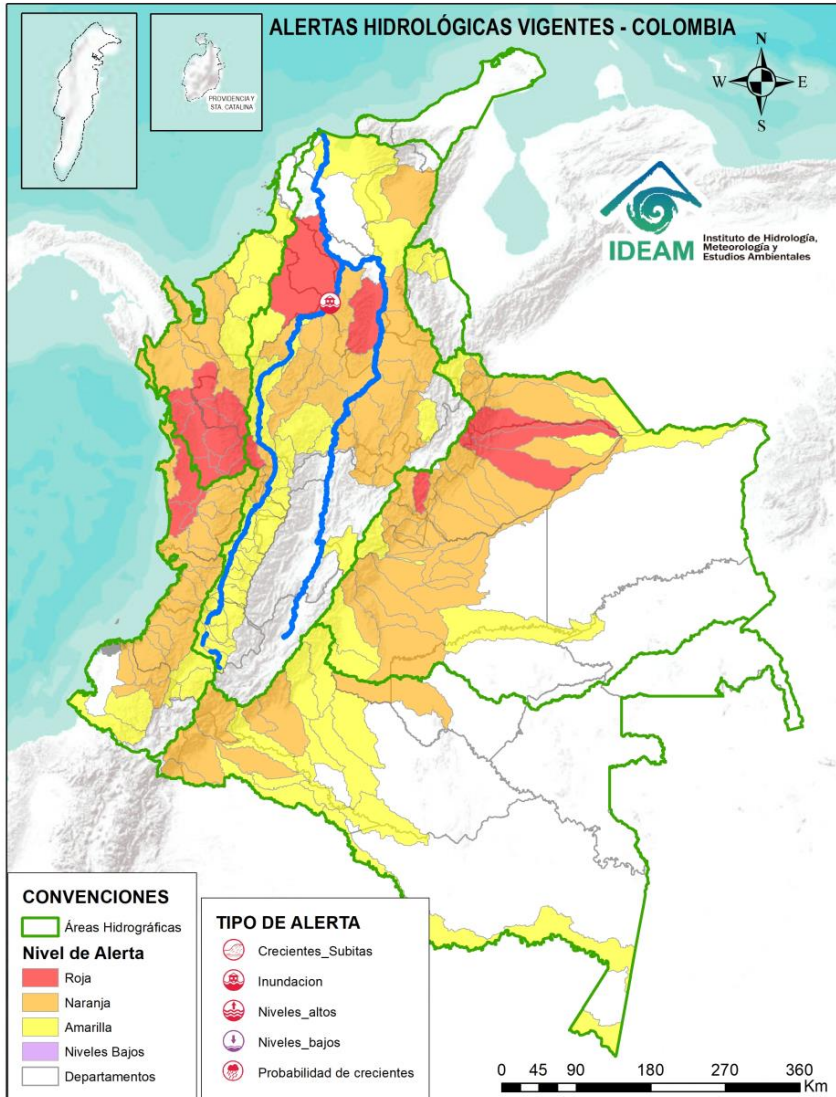 ALERTAS HIDROLÓGICAS VIGENTES - COLOMBIA
PROVIDENCIA Y
STA. CATALINA
N
W
E
S
IDEAM
Instituto de Hidrología,
Meteorología y
Estudios Ambientales
CONVENCIONES
Áreas Hidrográficas
Nivel de Alerta
Roja
Naranja
Amarilla
Niveles Bajos
Departamentos
TIPO DE ALERTA
Crecientes_Subitas
Inundacion
Niveles_altos
Niveles_bajos
Probabilidad de crecientes
0 45 90 180 270 360
Km